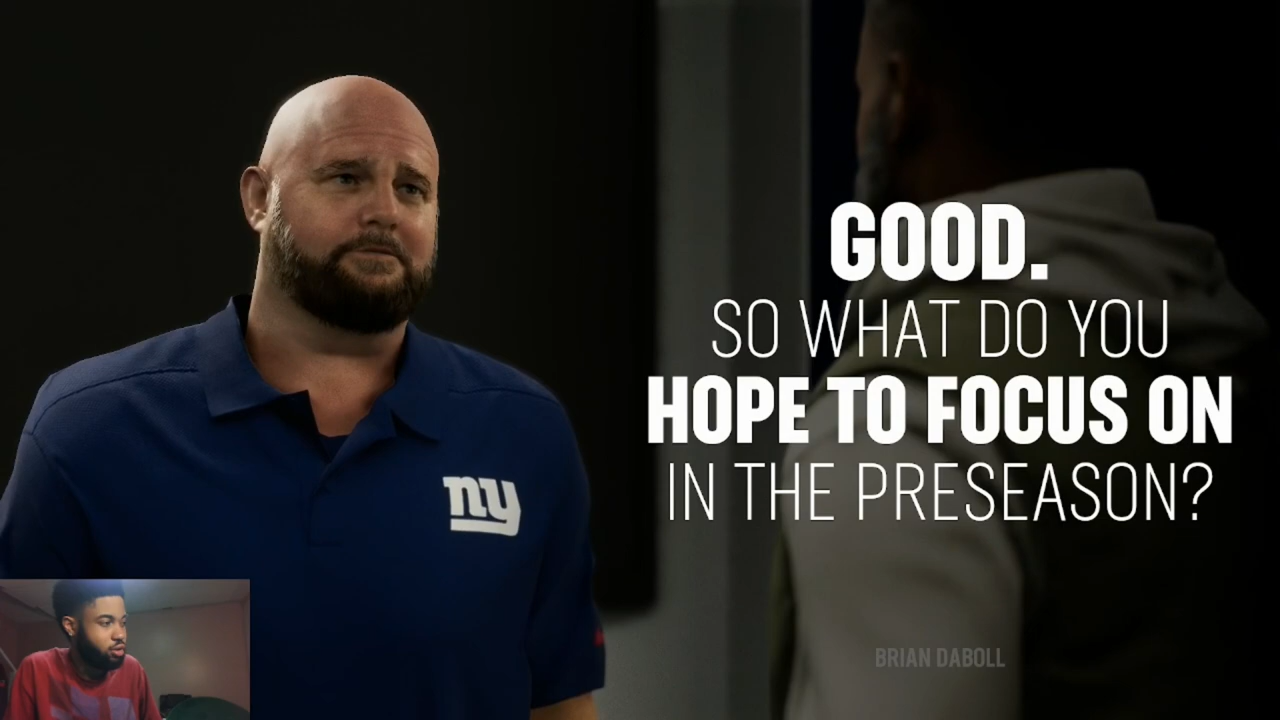 GOOD.
SO WHAT DO YOU
HOPE TO FOCUS ON
IN THE PRESEASON?
ny
BRIAN DABOLL